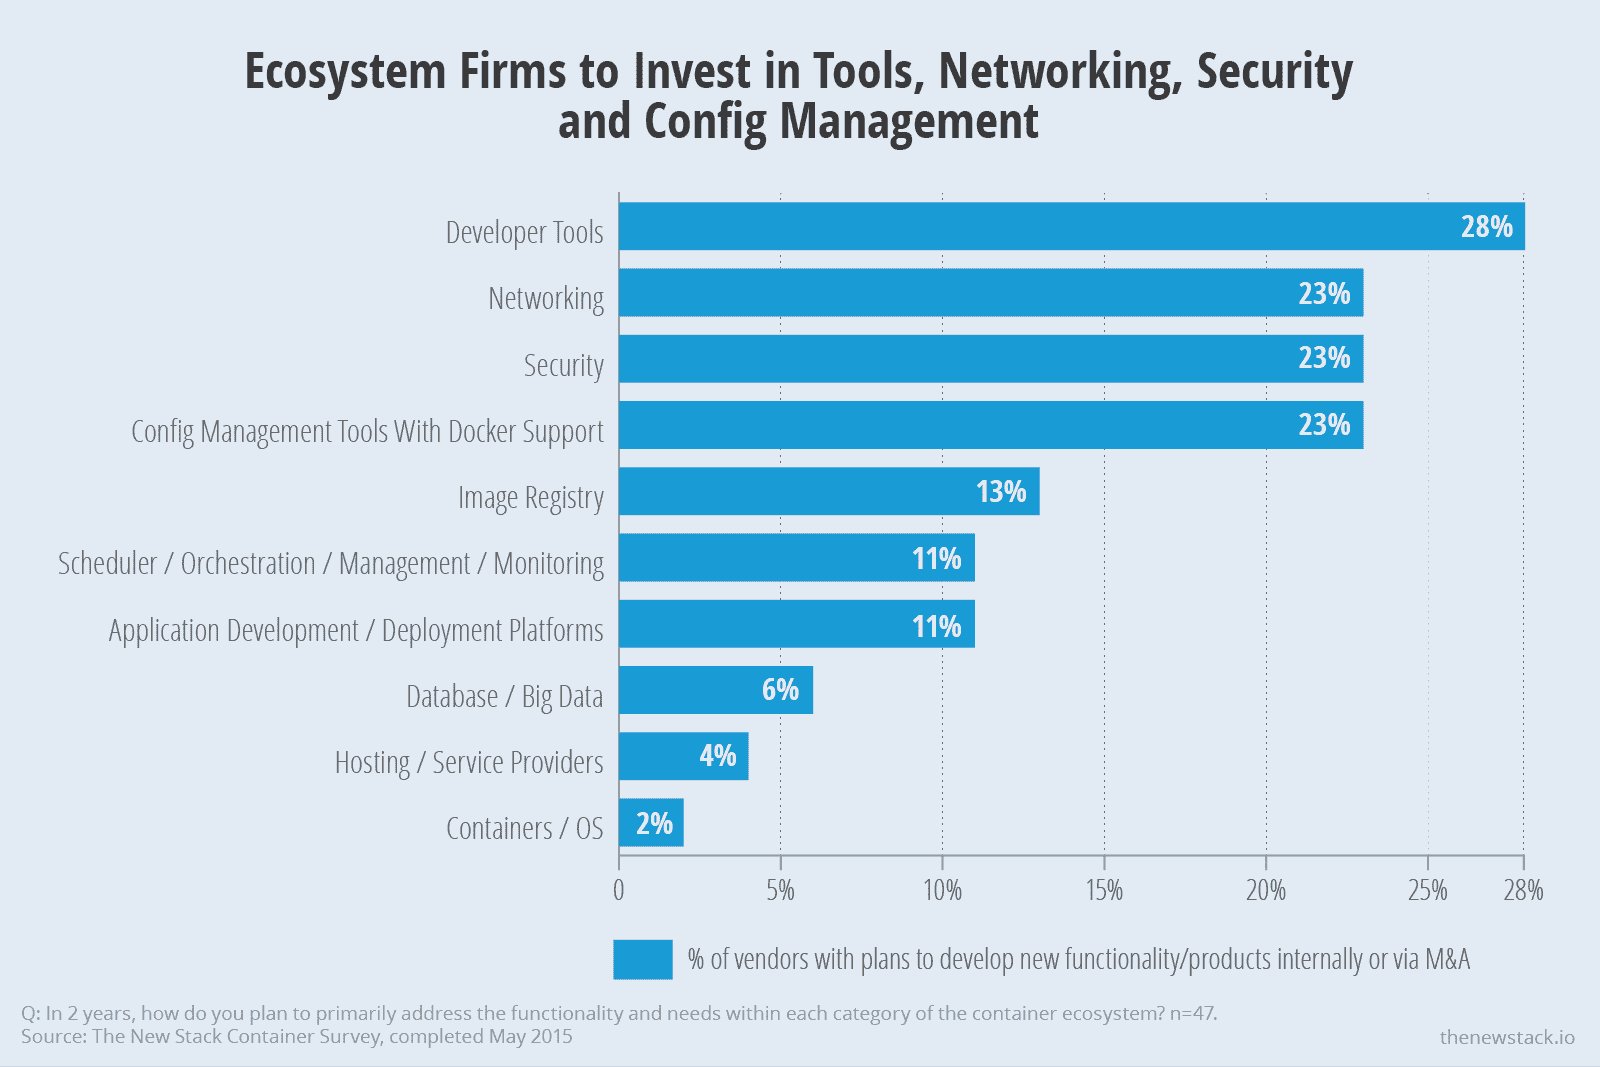 Ecosystem Firms to Invest in Tools, Networking, Security
and Config Management
Developer Tools
28%
Networking
23%
Security
23%
Config Management Tools With Docker Support
23%
Image Registry
13%
Scheduler / Orchestration / Management / Monitoring
11%
Application Development / Deployment Platforms
11%
Database / Big Data
6%
Hosting / Service Providers
4%
Containers / OS
2%
0 5% 10% 15% 20% 25% 28%
% of vendors with plans to develop new functionality/products internally or via M&A
Q: In 2 years, how do you plan to primarily address the functionality and needs within each category of the container ecosystem? n=47.
Source: The New Stack Container Survey, completed May 2015
thenewstack.io